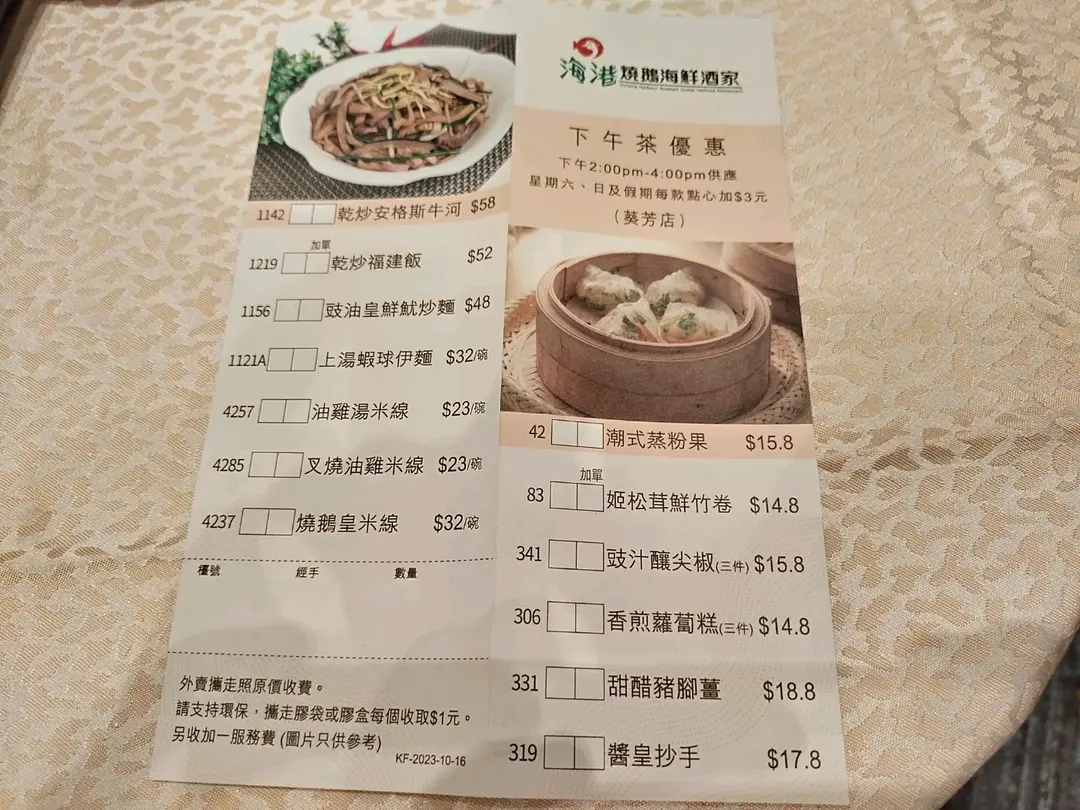 1142 乾炒安格斯牛河 $58
加單
1219 乾炒福建飯 $52
1156 豉油皇鮮魷炒麵 $48
1121A 上湯蝦球伊麵 $32/碗
4257 油雞湯米線 $23/碗
4285 叉燒油雞米線 $23/碗
4237 燒鵝皇米線 $32/碗
檯號 經手 數量
外賣攜走照原價收費。
請支持環保，攜走膠袋或膠盒每個收取$1元。
另收加一服務費 (圖片只供參考)
KF-2023-10-16
海港燒鵝海鮮酒家
下午茶優惠
下午2:00pm-4:00pm供應
星期六、日及假期每款點心加$3元
（葵芳店）
42 潮式蒸粉果 $15.8
加單
83 姬松茸鮮竹卷 $14.8
341 豉汁釀尖椒(三件) $15.8
306 香煎蘿蔔糕(三件) $14.8
331 甜醋豬腳薑 $18.8
319 醬皇抄手 $17.8